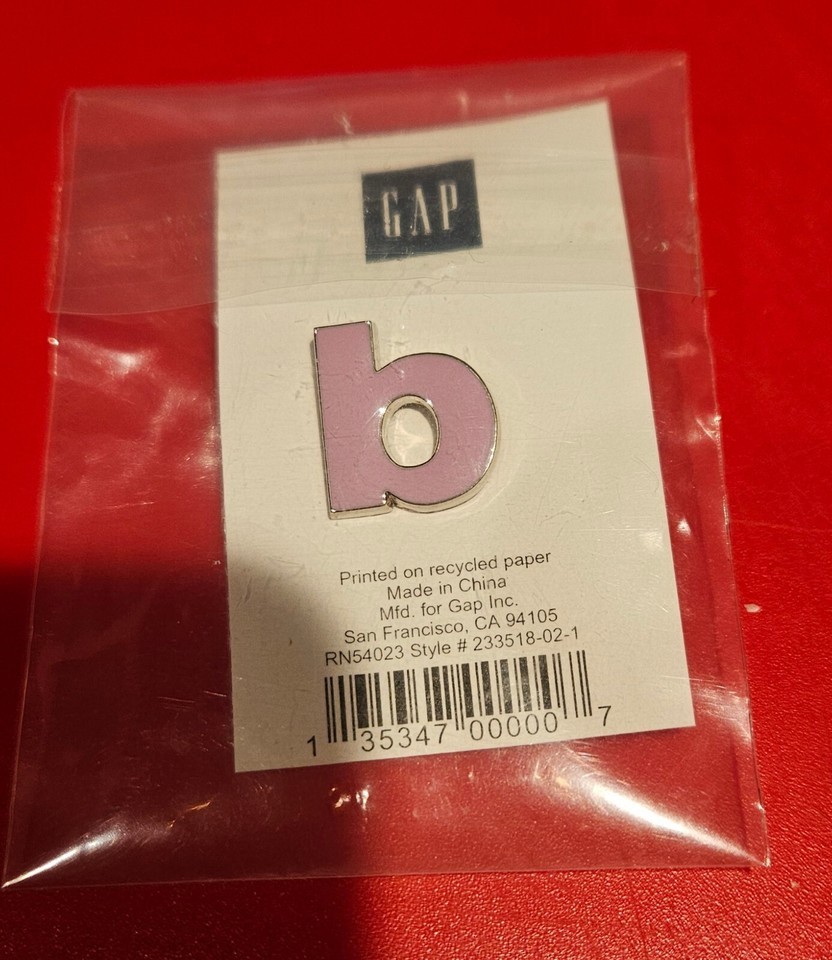 GAP
b
Printed on recycled paper
Made in China
Mfd. for Gap Inc.
San Francisco, CA 94105
RN54023 Style # 233518-02-1
1 35347 00000 7